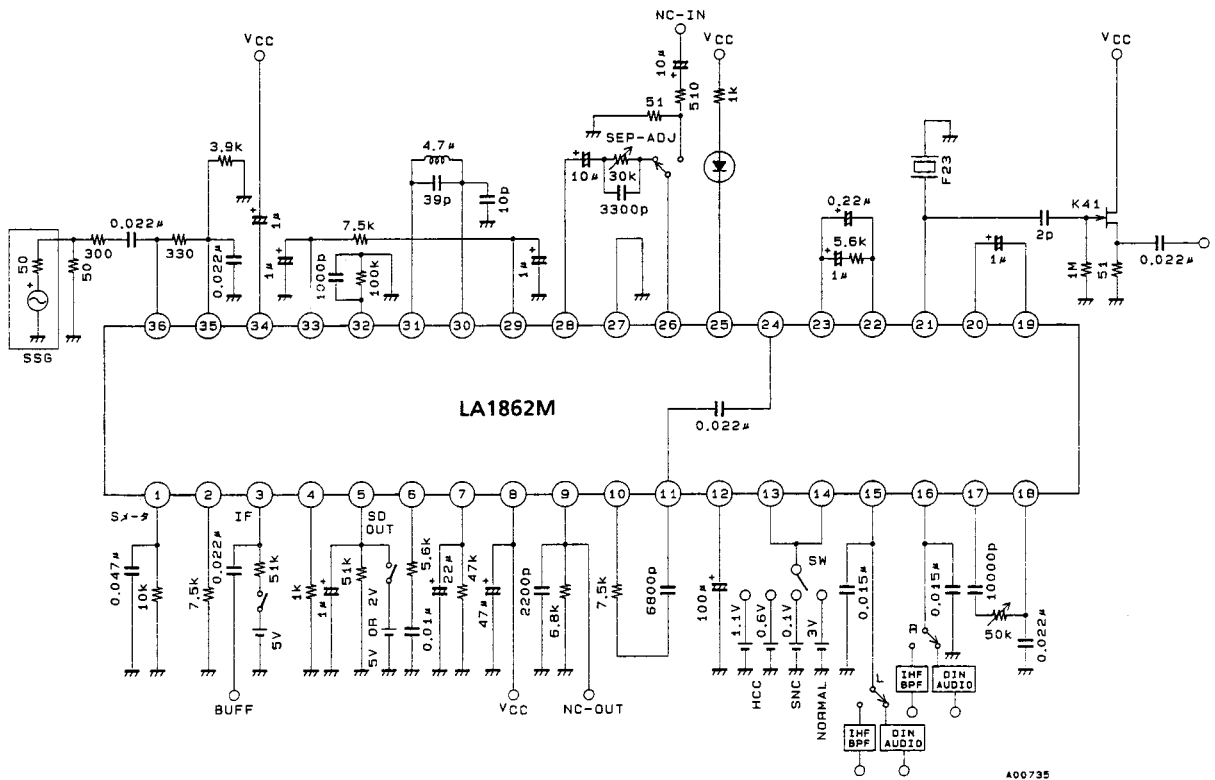 NC-IN
VCC
VCC
VCC
10μ
510
51
1k
SEP-ADJ
3.9k
4.7μ
39p
10p
10μ
30k
3300p
F23
K41
0.22μ
5.6k
1μ
2p
1μ
1M
51
0.022μ
1μ
50
50
300
0.022μ
330
0.022μ
1μ
7.5k
1000p
100k
1μ
SSG
36
35
34
33
32
31
30
29
28
27
26
25
24
23
22
21
20
19
LA1862M
0.022μ
1
2
3
4
5
6
7
8
9
10
11
12
13
14
15
16
17
18
Sメータ
IF
SD
OUT
0.047μ
10k
7.5k
0.022μ
51k
5V
1k
1μ
51k
5V OR 2V
5.6k
0.01μ
22μ
47k
47μ
2200p
6.8k
7.5k
6800p
100μ
SW
1.1V
0.6V
0.1V
3V
HCC
SNC
NORMAL
0.015μ
0.015μ
10000p
50k
0.022μ
R
L
IHF
BPF
DIN
AUDIO
IHF
BPF
DIN
AUDIO
BUFF
VCC
NC-OUT
A00735